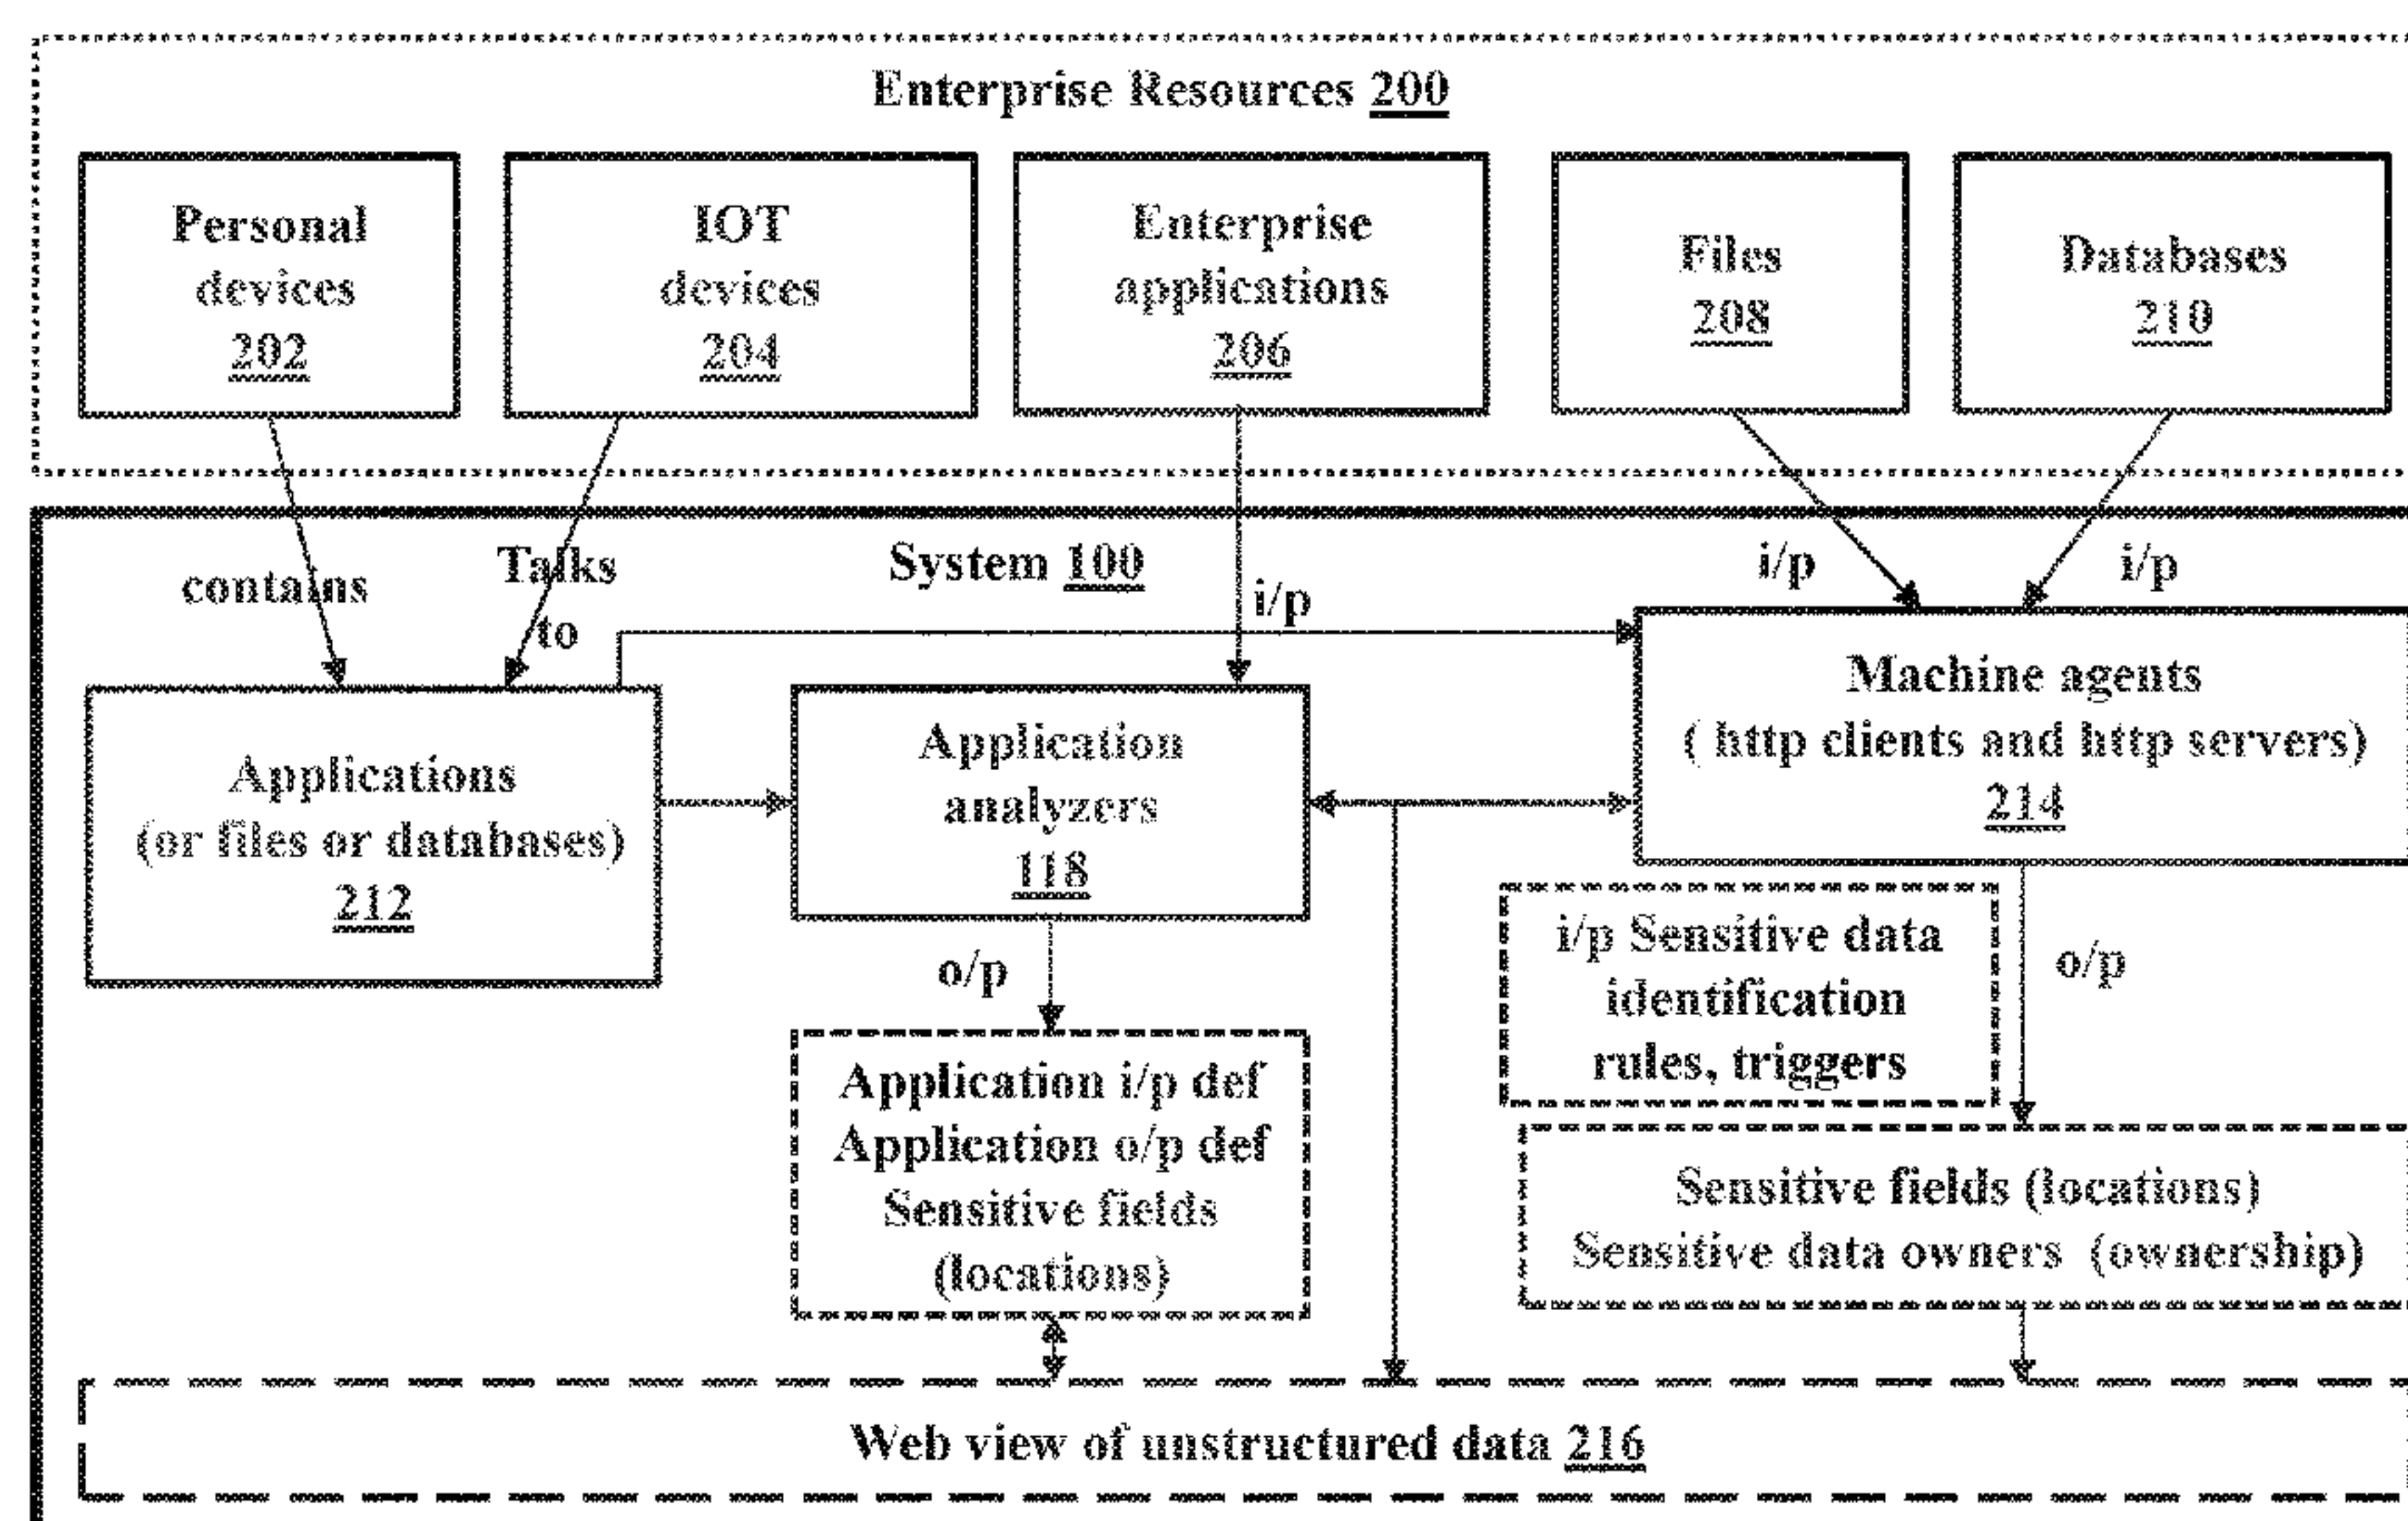 Enterprise Resources 200
Personal
devices
202
IOT
devices
204
Enterprise
applications
206
Files
208
Databases
210
contains
Talks
to
System 100
i/p
i/p
i/p
Applications
(or files or databases)
212
Application
analyzers
118
Machine agents
( http clients and http servers)
214
o/p
Application i/p def
Application o/p def
Sensitive fields
(locations)
i/p Sensitive data
identification
rules, triggers
o/p
Sensitive fields (locations)
Sensitive data owners (ownership)
Web view of unstructured data 216